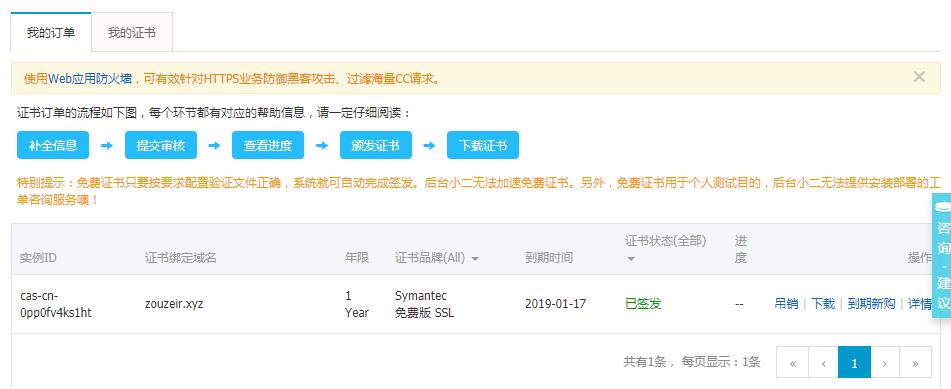 我的订单 我的证书
使用Web应用防火墙，可有效针对HTTPS业务防御黑客攻击、过滤海量CC请求。 ×
证书订单的流程如下图，每个环节都有对应的帮助信息，请一定仔细阅读：
补全信息 提交审核 查看进度 颁发证书 下载证书
特别提示：免费证书只要按要求配置验证文件正确，系统就可自动完成签发。后台小二无法加速免费证书。另外，免费证书用于个人测试目的，后台小二无法提供安装部署的工
单咨询服务噢！
咨询·建议
实例ID 证书绑定域名 年限 证书品牌(All) 到期时间 证书状态(全部) 进度 操作
cas-cn-0pp0fv4ks1ht zouzeir.xyz 1 Year Symantec 免费版 SSL 2019-01-17 已签发 -- 吊销 | 下载 | 到期新购 | 详情
共有1条， 每页显示：1条 « ‹ 1 › »